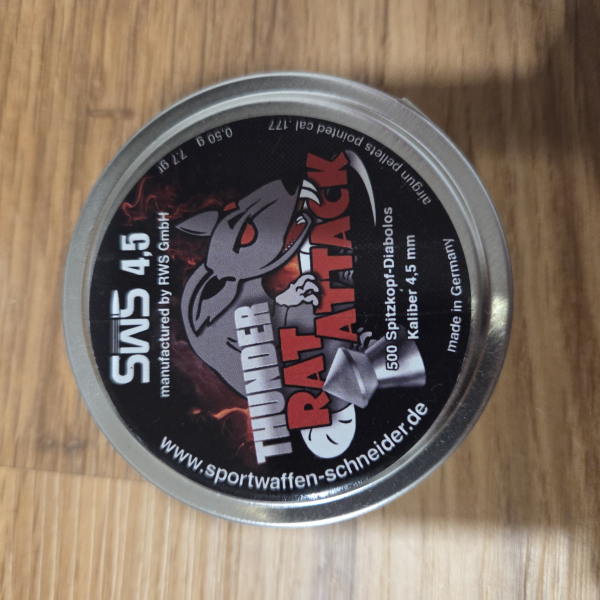 SWS 4,5
manufactured by RWS GmbH
0,50 g 7.7 gr
airgun pellets pointed cal .177
THUNDER
RAT
ATTACK
500 Spitzkopf-Diabolos
Kaliber 4,5 mm
made in Germany
www.sportwaffen-schneider.de